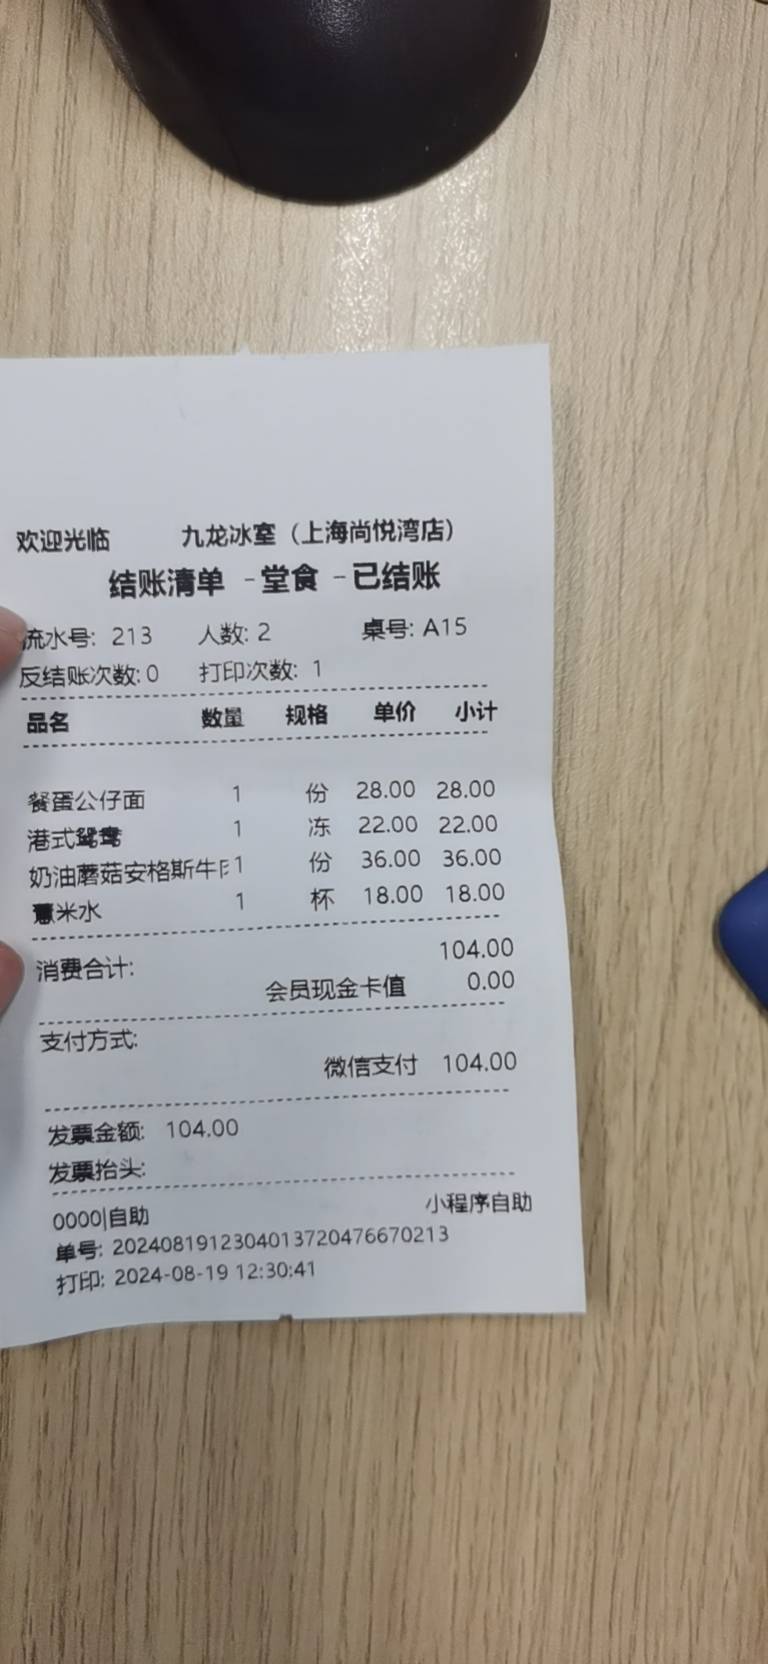 欢迎光临 九龙冰室（上海尚悦湾店）
结账清单 -堂食 -已结账
流水号: 213 人数: 2 桌号: A15
反结账次数: 0 打印次数: 1
品名 数量 规格 单价 小计
餐蛋公仔面 1 份 28.00 28.00
港式鸳鸯 1 冻 22.00 22.00
奶油蘑菇安格斯牛 1 份 36.00 36.00
薏米水 1 杯 18.00 18.00
消费合计: 104.00
会员现金卡值 0.00
支付方式:
微信支付 104.00
发票金额: 104.00
发票抬头:
0000|自助 小程序自助
单号: 20240819123040137204766​70213
打印: 2024-08-19 12:30:41